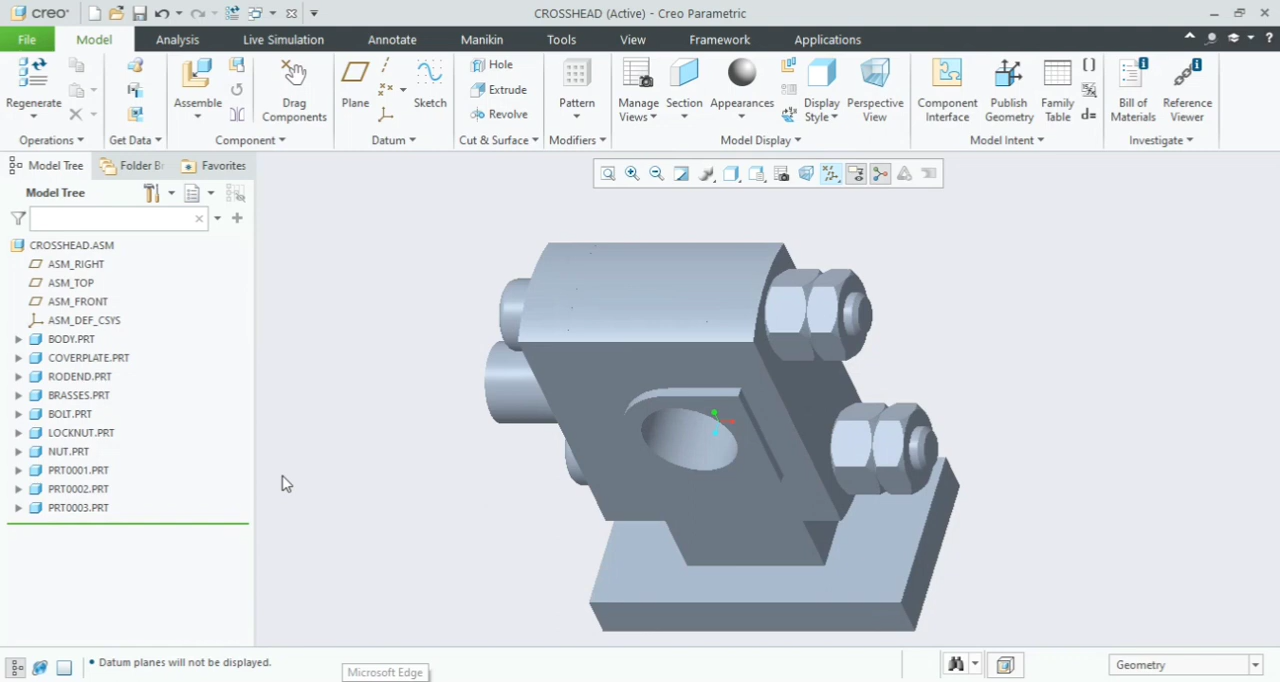 creo CROSSHEAD (Active) - Creo Parametric
File Model Analysis Live Simulation Annotate Manikin Tools View Framework Applications
Regenerate Assemble Drag Components Plane Sketch Hole Extrude Revolve Pattern Manage Views Section Appearances Display Style Perspective View Component Interface Publish Geometry Family Table d= Bill of Materials Reference Viewer
Operations Get Data Component Datum Cut & Surface Modifiers Model Display Model Intent Investigate
Model Tree Folder Br Favorites
Model Tree
CROSSHEAD.ASM
ASM_RIGHT
ASM_TOP
ASM_FRONT
ASM_DEF_CSYS
BODY.PRT
COVERPLATE.PRT
RODEND.PRT
BRASSES.PRT
BOLT.PRT
LOCKNUT.PRT
NUT.PRT
PRT0001.PRT
PRT0002.PRT
PRT0003.PRT
• Datum planes will not be displayed.
Microsoft Edge
Geometry